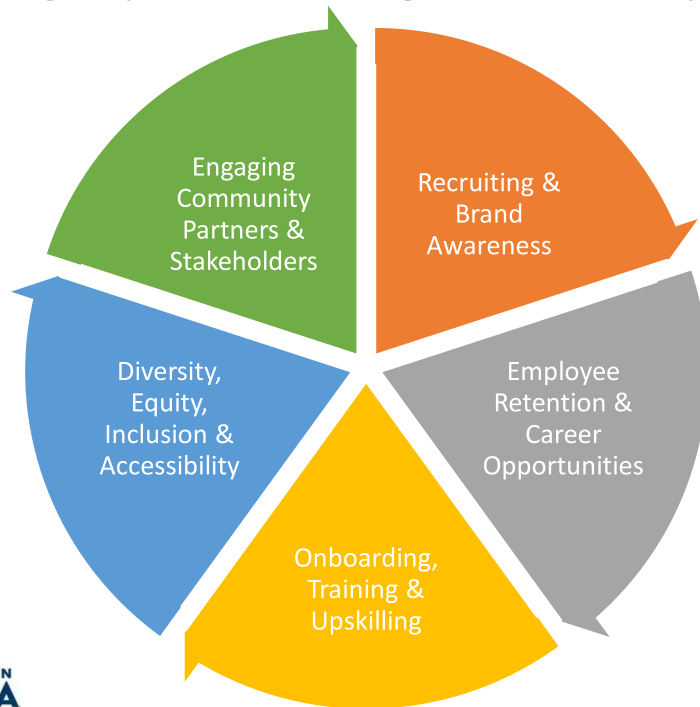 Engaging
Community
Partners &
Stakeholders
Recruiting &
Brand
Awareness
Employee
Retention &
Career
Opportunities
Onboarding,
Training &
Upskilling
Diversity,
Equity,
Inclusion &
Accessibility